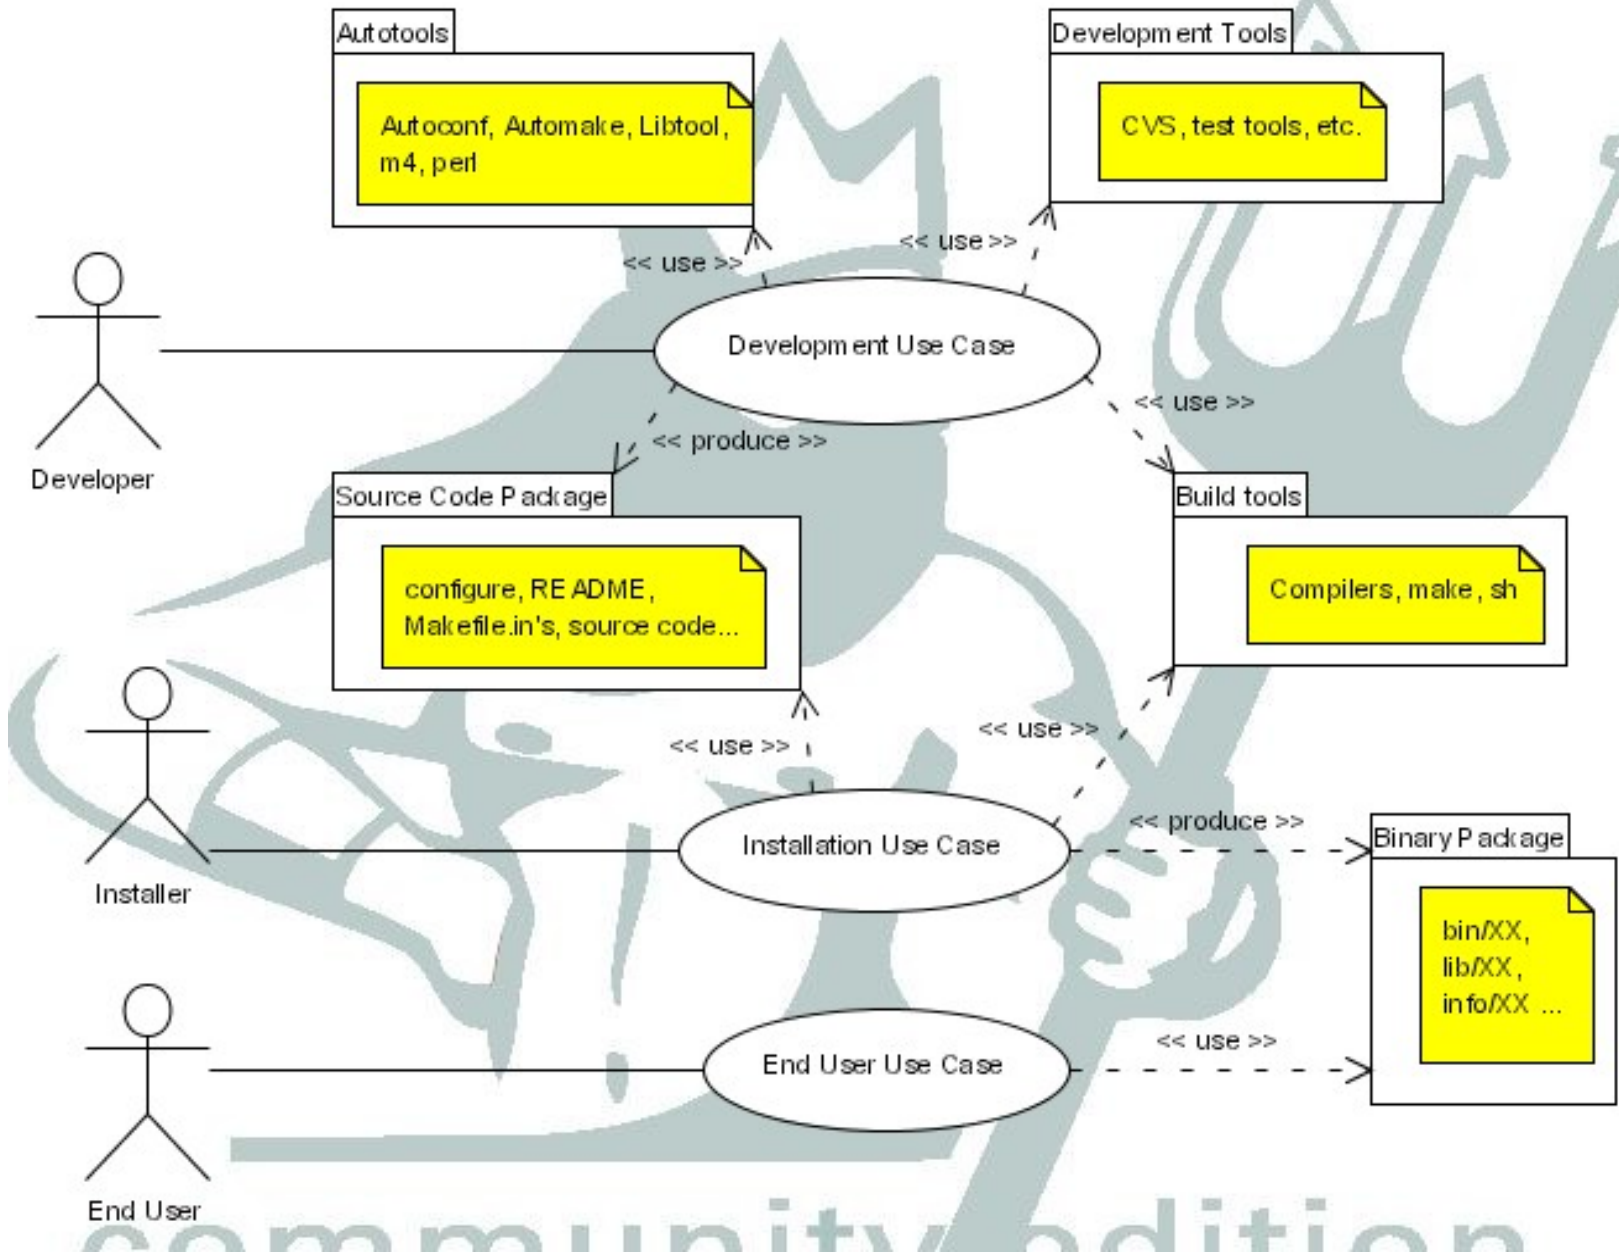 Autotools
Development Tools
Autoconf, Automake, Libtool,
m4, perl
CVS, test tools, etc.
<< use >>
<< use >>
Development Use Case
<< use >>
<< produce >>
Developer
Source Code Package
Build tools
configure, README,
Makefile.in's, source code...
Compilers, make, sh
<< use >>
<< use >>
<< produce >>
Installation Use Case
Binary Package
Installer
bin/XX,
lib/XX,
info/XX ...
<< use >>
End User Use Case
End User
community edition